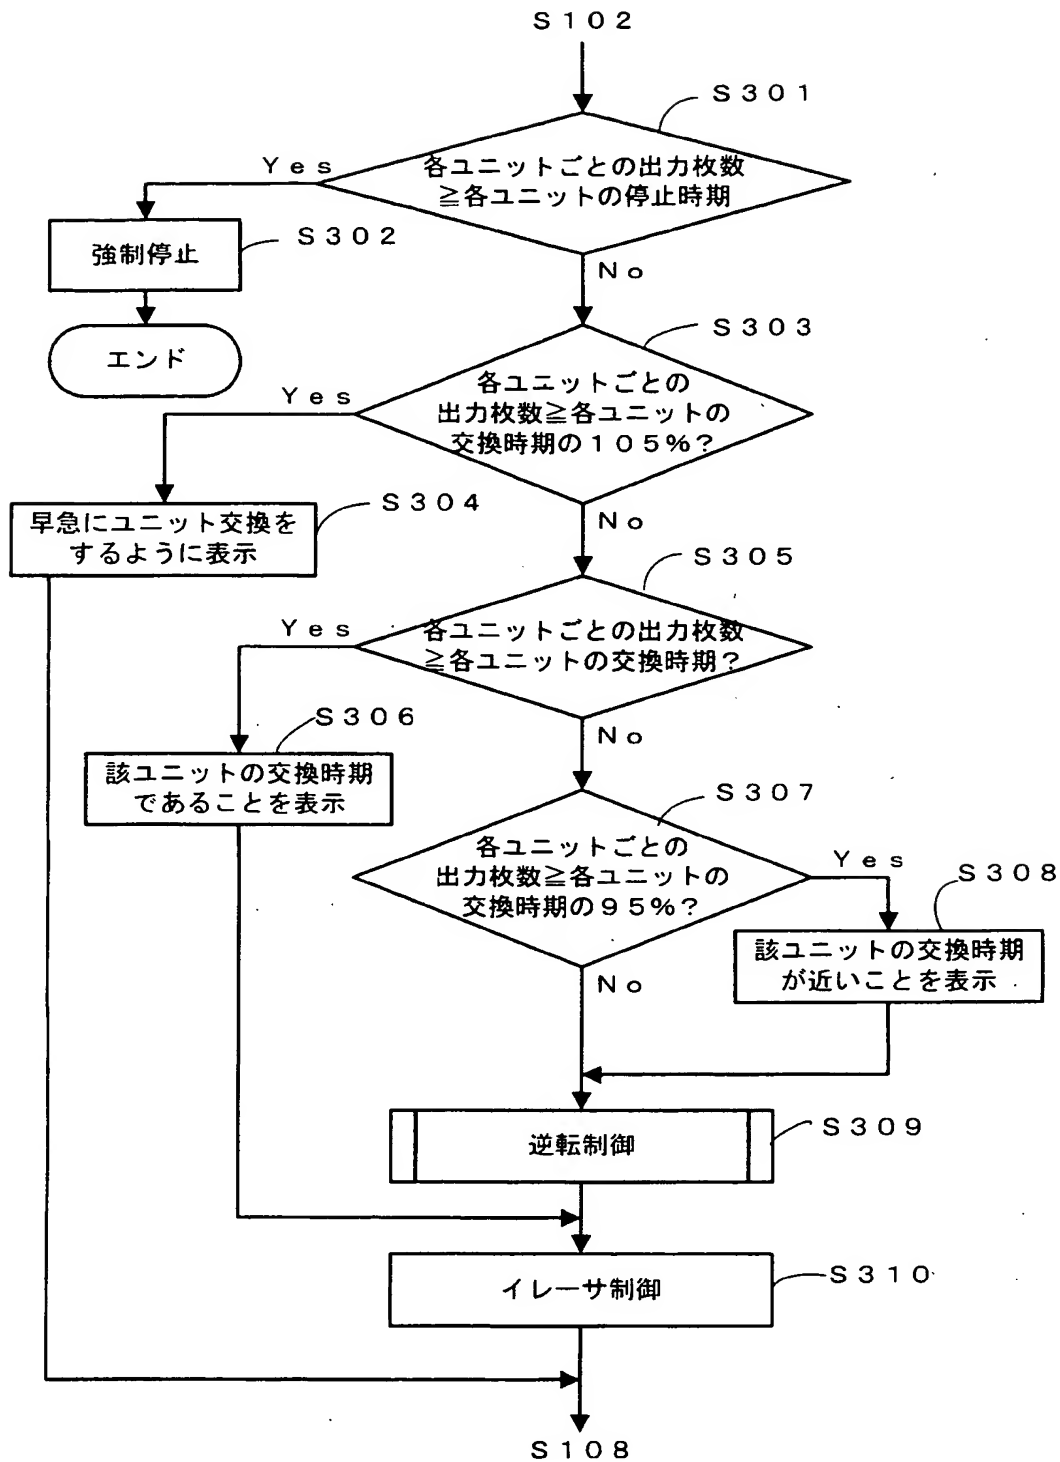 S102
S301
各ユニットごとの出力枚数
≧各ユニットの停止時期
Yes
強制停止
S302
No
エンド
S303
各ユニットごとの
出力枚数≧各ユニットの
交換時期の105%?
Yes
S304
早急にユニット交換を
するように表示
No
S305
各ユニットごとの出力枚数
≧各ユニットの交換時期?
Yes
S306
該ユニットの交換時期
であることを表示
No
S307
各ユニットごとの
出力枚数≧各ユニットの
交換時期の95%?
Yes
S308
該ユニットの交換時期
が近いことを表示
No
逆転制御
S309
イレーサ制御
S310
S108